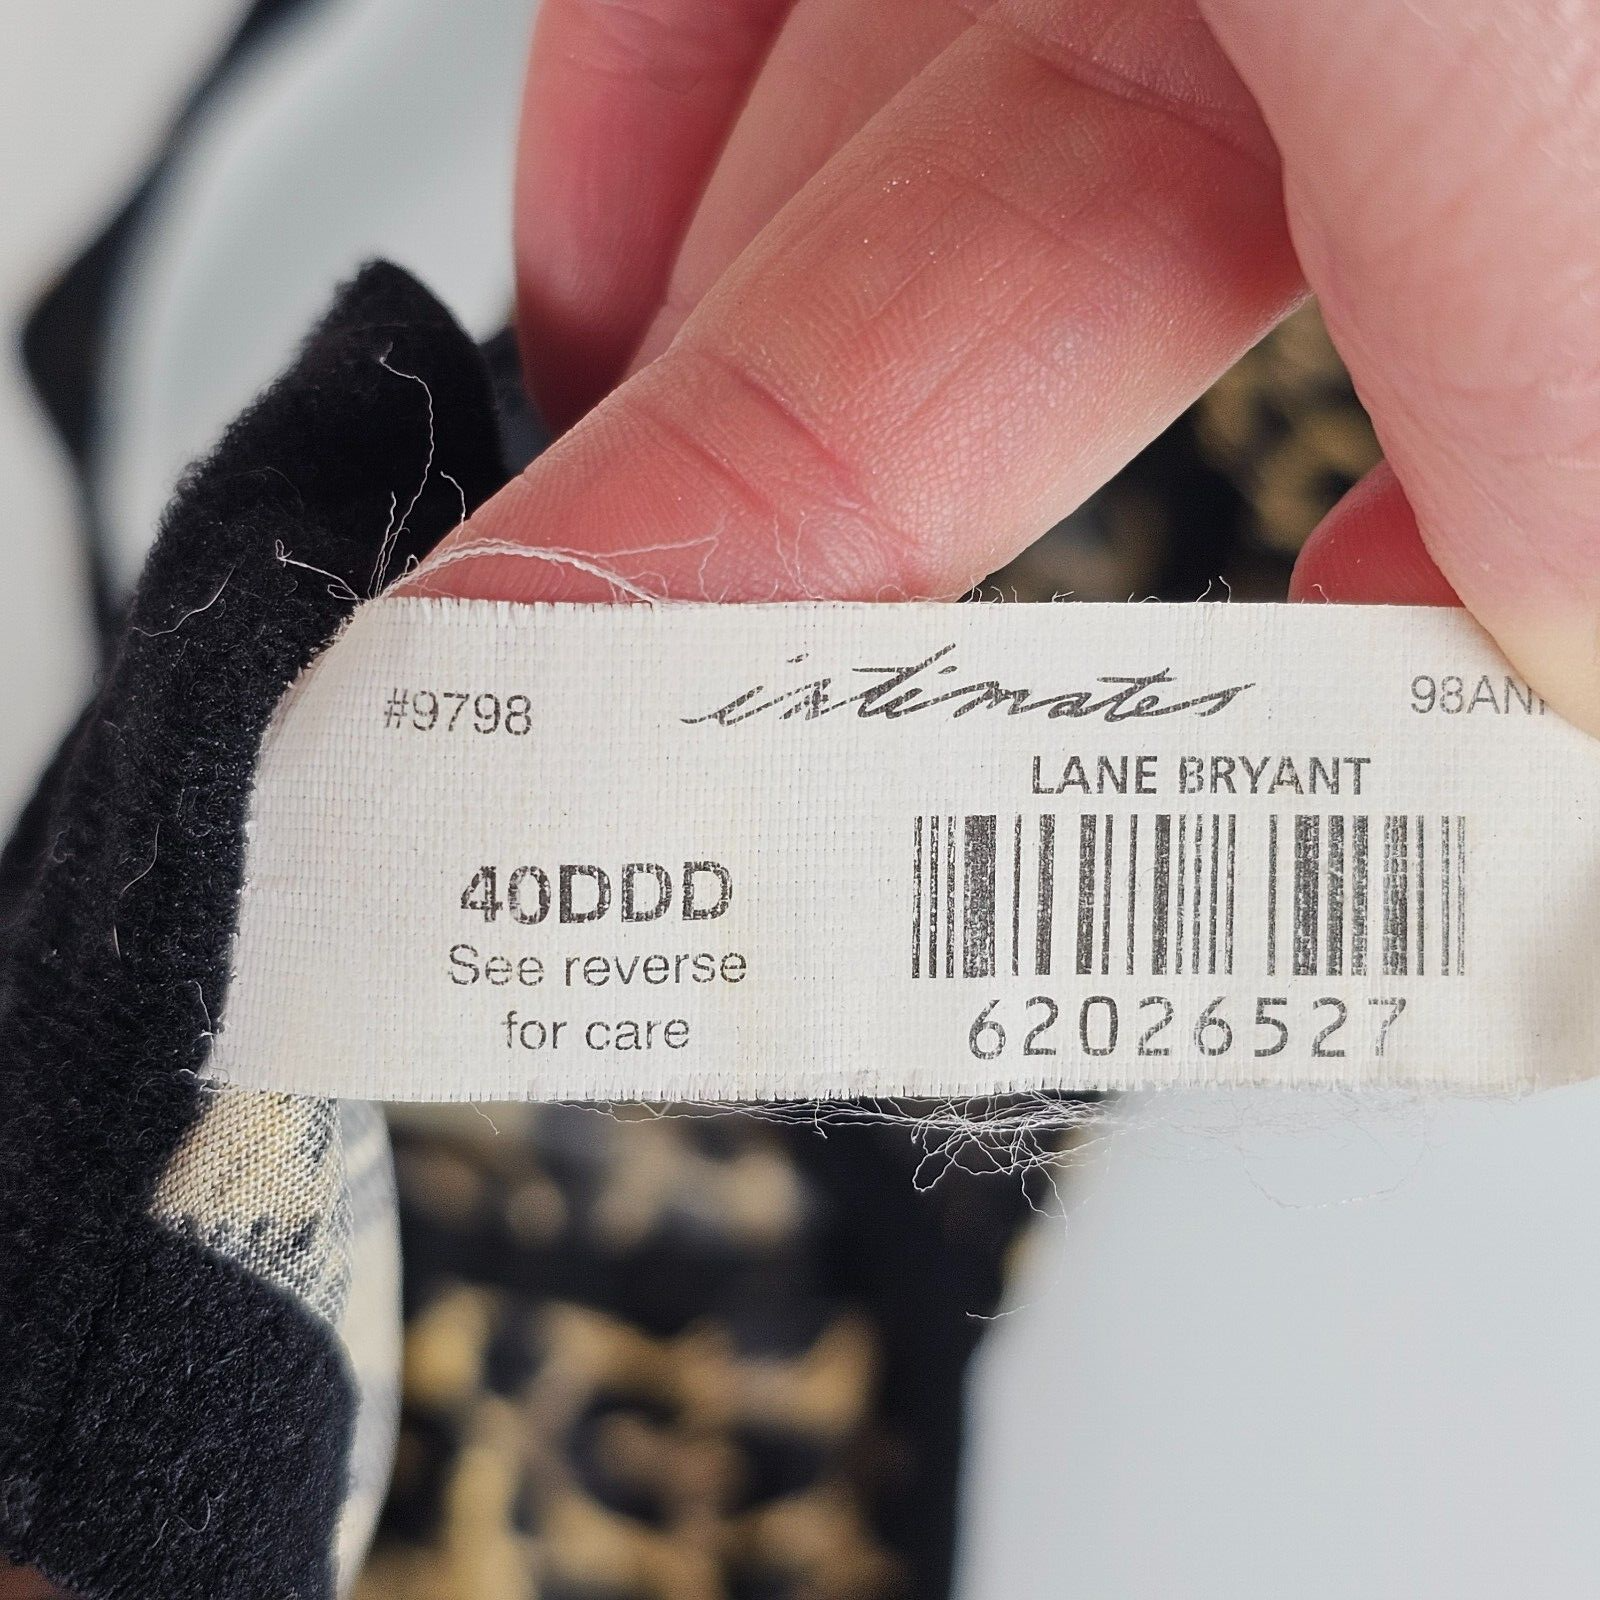 #9798
intimates
LANE BRYANT
40DDD
See reverse
for care
62026527